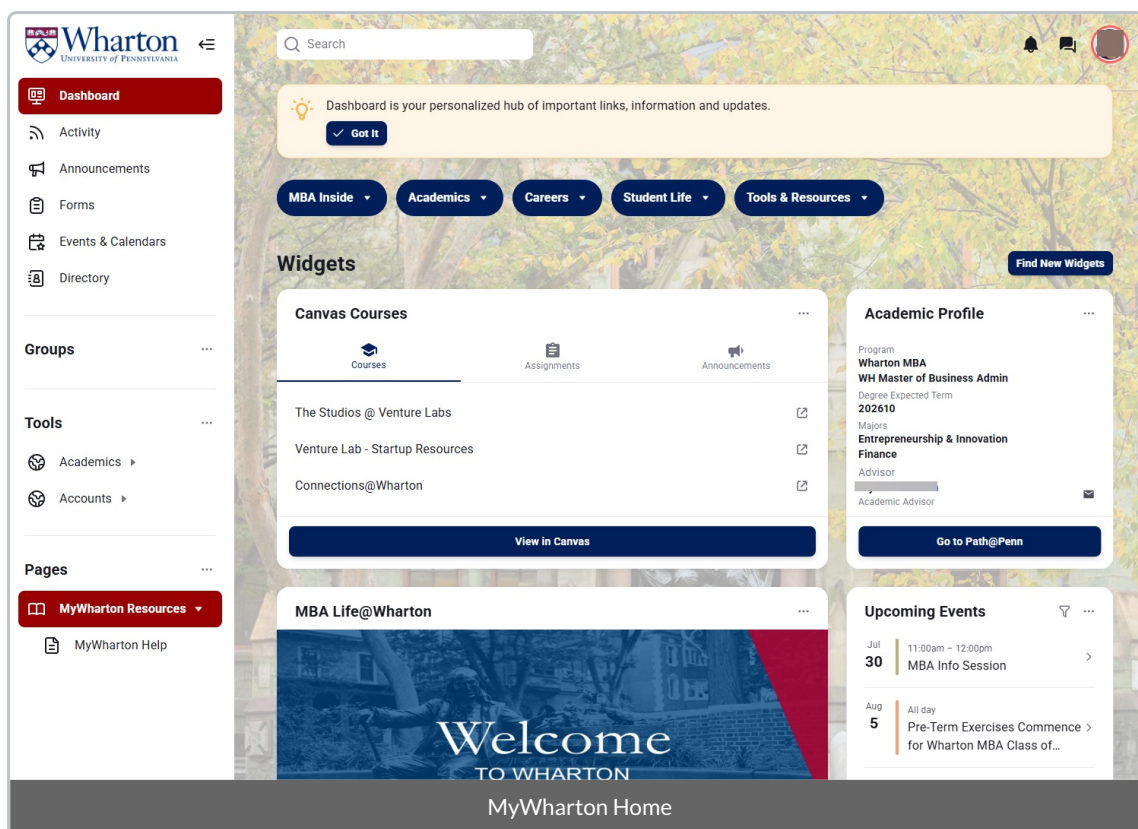 Wharton
UNIVERSITY of PENNSYLVANIA
Dashboard
Activity
Announcements
Forms
Events & Calendars
Directory
Groups
Tools
Academics
Accounts
Pages
MyWharton Resources
MyWharton Help
Search
Dashboard is your personalized hub of important links, information and updates.
Got It
MBA Inside
Academics
Careers
Student Life
Tools & Resources
Widgets
Find New Widgets
Canvas Courses
Courses
Assignments
Announcements
The Studios @ Venture Labs
Venture Lab - Startup Resources
Connections@Wharton
View in Canvas
Academic Profile
Program
Wharton MBA
WH Master of Business Admin
Degree Expected Term
202610
Majors
Entrepreneurship & Innovation
Finance
Advisor
Academic Advisor
Go to Path@Penn
MBA Life@Wharton
Welcome
TO WHARTON
Upcoming Events
Jul
30
11:00am – 12:00pm
MBA Info Session
Aug
5
All day
Pre-Term Exercises Commence
for Wharton MBA Class of...
MyWharton Home